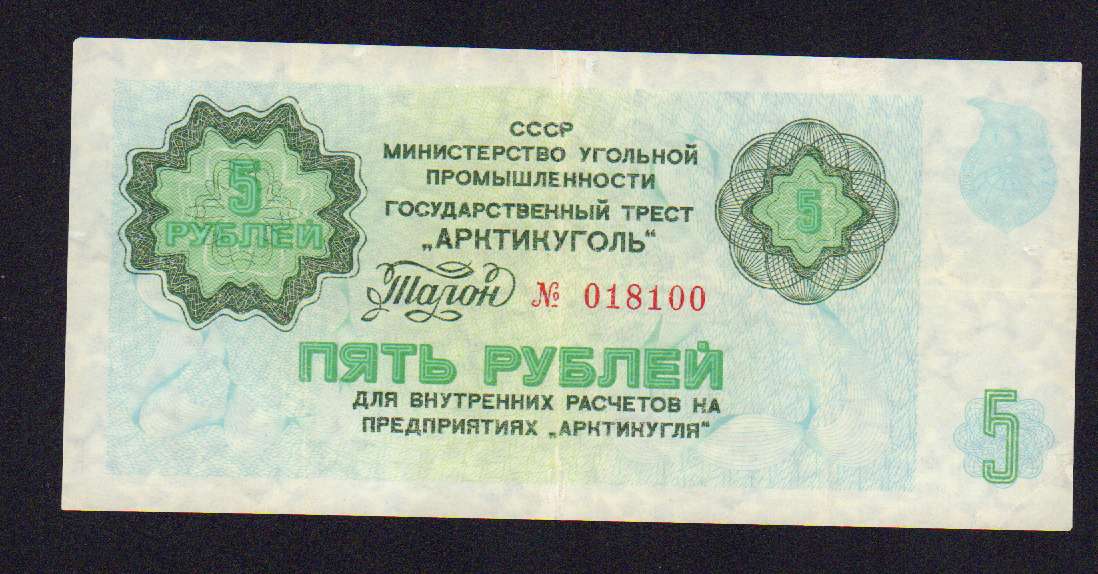 5
РУБЛЕЙ
СССР
МИНИСТЕРСТВО УГОЛЬНОЙ
ПРОМЫШЛЕННОСТИ
ГОСУДАРСТВЕННЫЙ ТРЕСТ
„АРКТИКУГОЛЬ“
Талон № 018100
ПЯТЬ РУБЛЕЙ
ДЛЯ ВНУТРЕННИХ РАСЧЕТОВ НА
ПРЕДПРИЯТИЯХ „АРКТИКУГЛЯ“
5
5